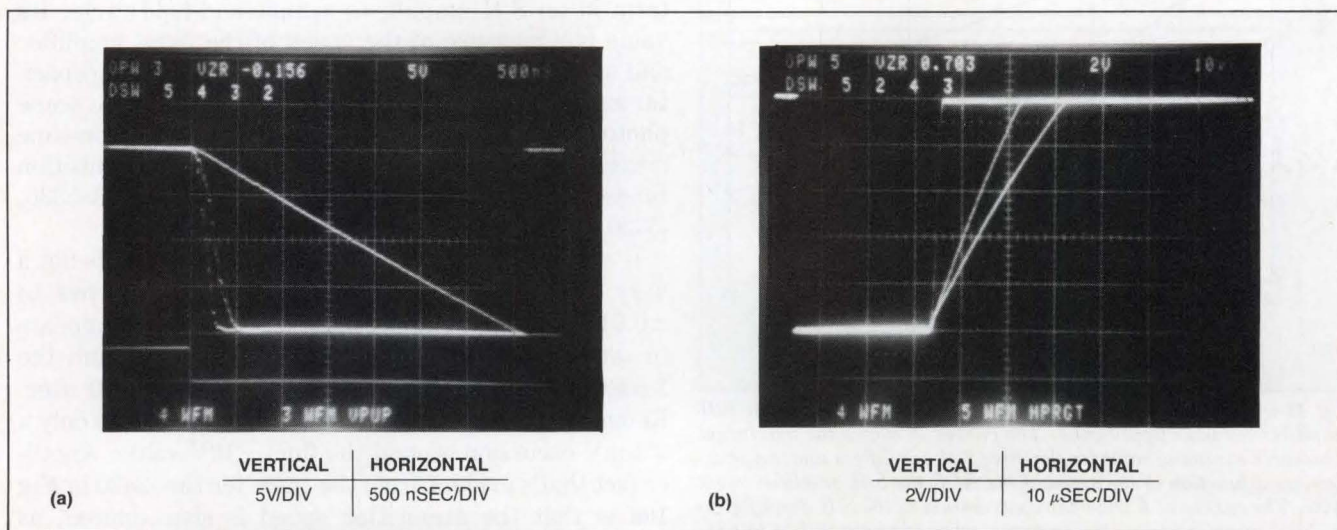 OPW 3 VZR -0.156 5V 500ns
DSW 5 4 3 2
4 WFM 3 WFM VPUP
(a)
VERTICAL HORIZONTAL
5V/DIV 500 nSEC/DIV
OPW 5 VZR 0.703 2V
DSW 5 2 4 3
4 WFM 5 WFM HPRGT
(b)
VERTICAL HORIZONTAL
2V/DIV 10 μSEC/DIV